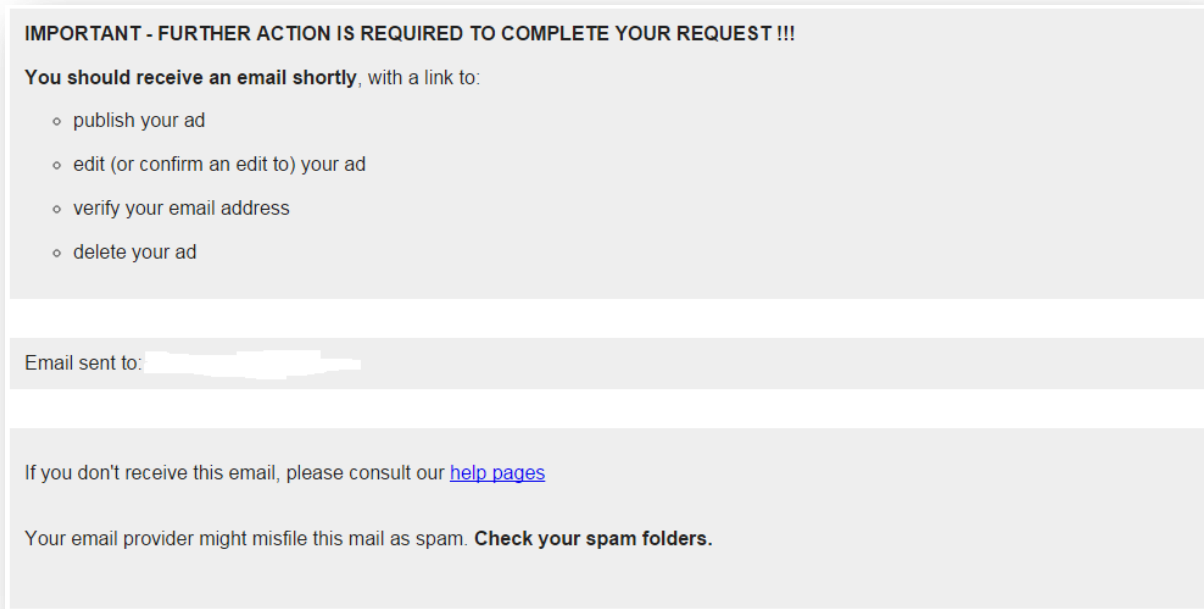 IMPORTANT - FURTHER ACTION IS REQUIRED TO COMPLETE YOUR REQUEST !!!
You should receive an email shortly, with a link to:
publish your ad
edit (or confirm an edit to) your ad
verify your email address
delete your ad
Email sent to:
If you don't receive this email, please consult our help pages
Your email provider might misfile this mail as spam. Check your spam folders.